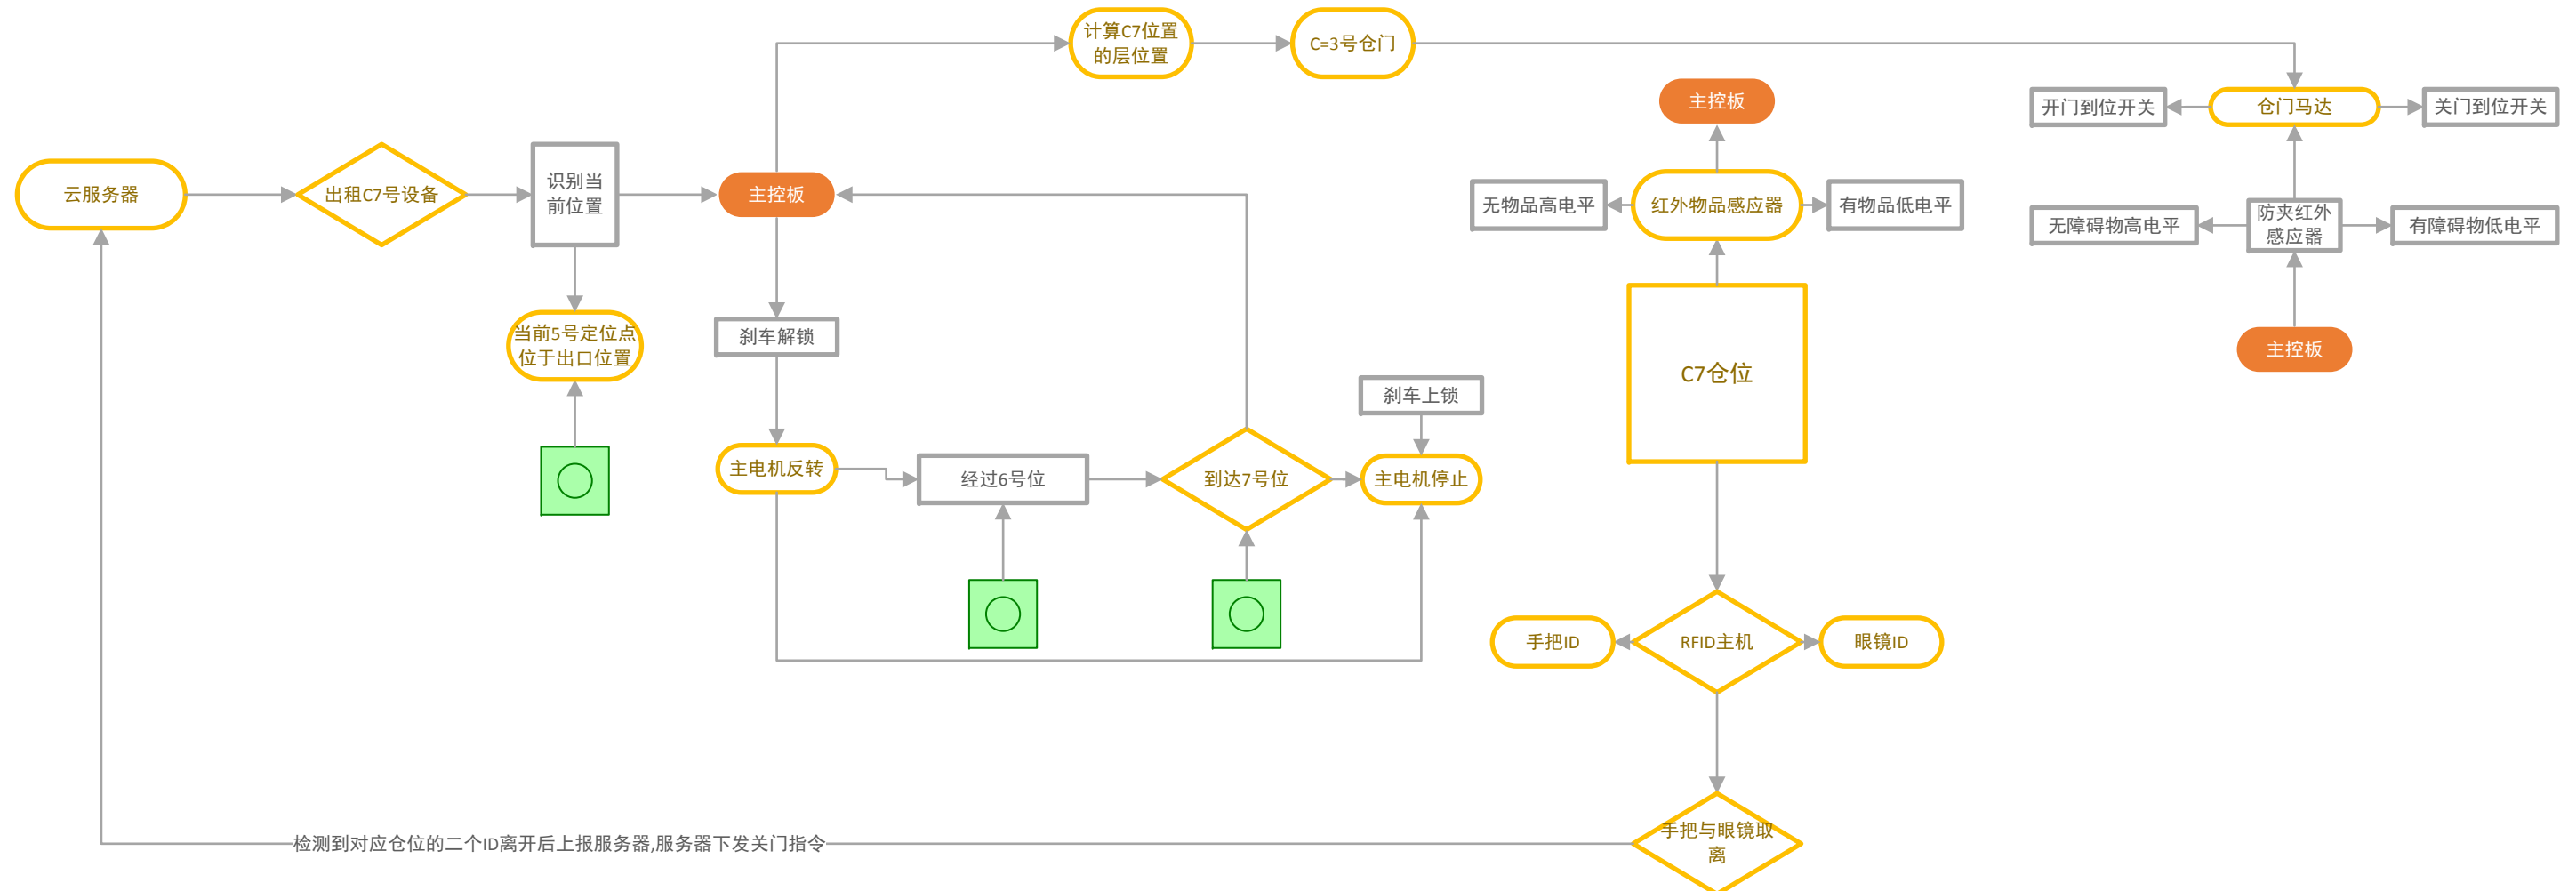 计算C7位置
的层位置
C=3号仓门
主控板
开门到位开关
仓门马达
关门到位开关
云服务器
出租C7号设备
识别当
前位置
主控板
无物品高电平
红外物品感应器
有物品低电平
无障碍物高电平
防夹红外
感应器
有障碍物低电平
当前5号定位点
位于出口位置
刹车解锁
主控板
C7仓位
刹车上锁
主电机反转
经过6号位
到达7号位
主电机停止
手把ID
RFID主机
眼镜ID
检测到对应仓位的二个ID离开后上报服务器,服务器下发关门指令
手把与眼镜取
离